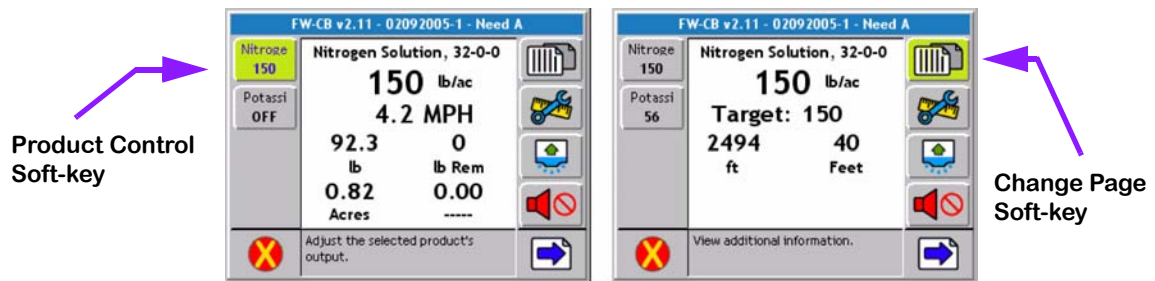 Product Control
Soft-key
FW-CB v2.11 - 02092005-1 - Need A
Nitroge
150
Potassi
OFF
Nitrogen Solution, 32-0-0
150 lb/ac
4.2 MPH
92.3 0
lb lb Rem
0.82 0.00
Acres -----
Adjust the selected product's
output.
FW-CB v2.11 - 02092005-1 - Need A
Nitroge
150
Potassi
56
Nitrogen Solution, 32-0-0
150 lb/ac
Target: 150
2494 40
ft Feet
View additional information.
Change Page
Soft-key